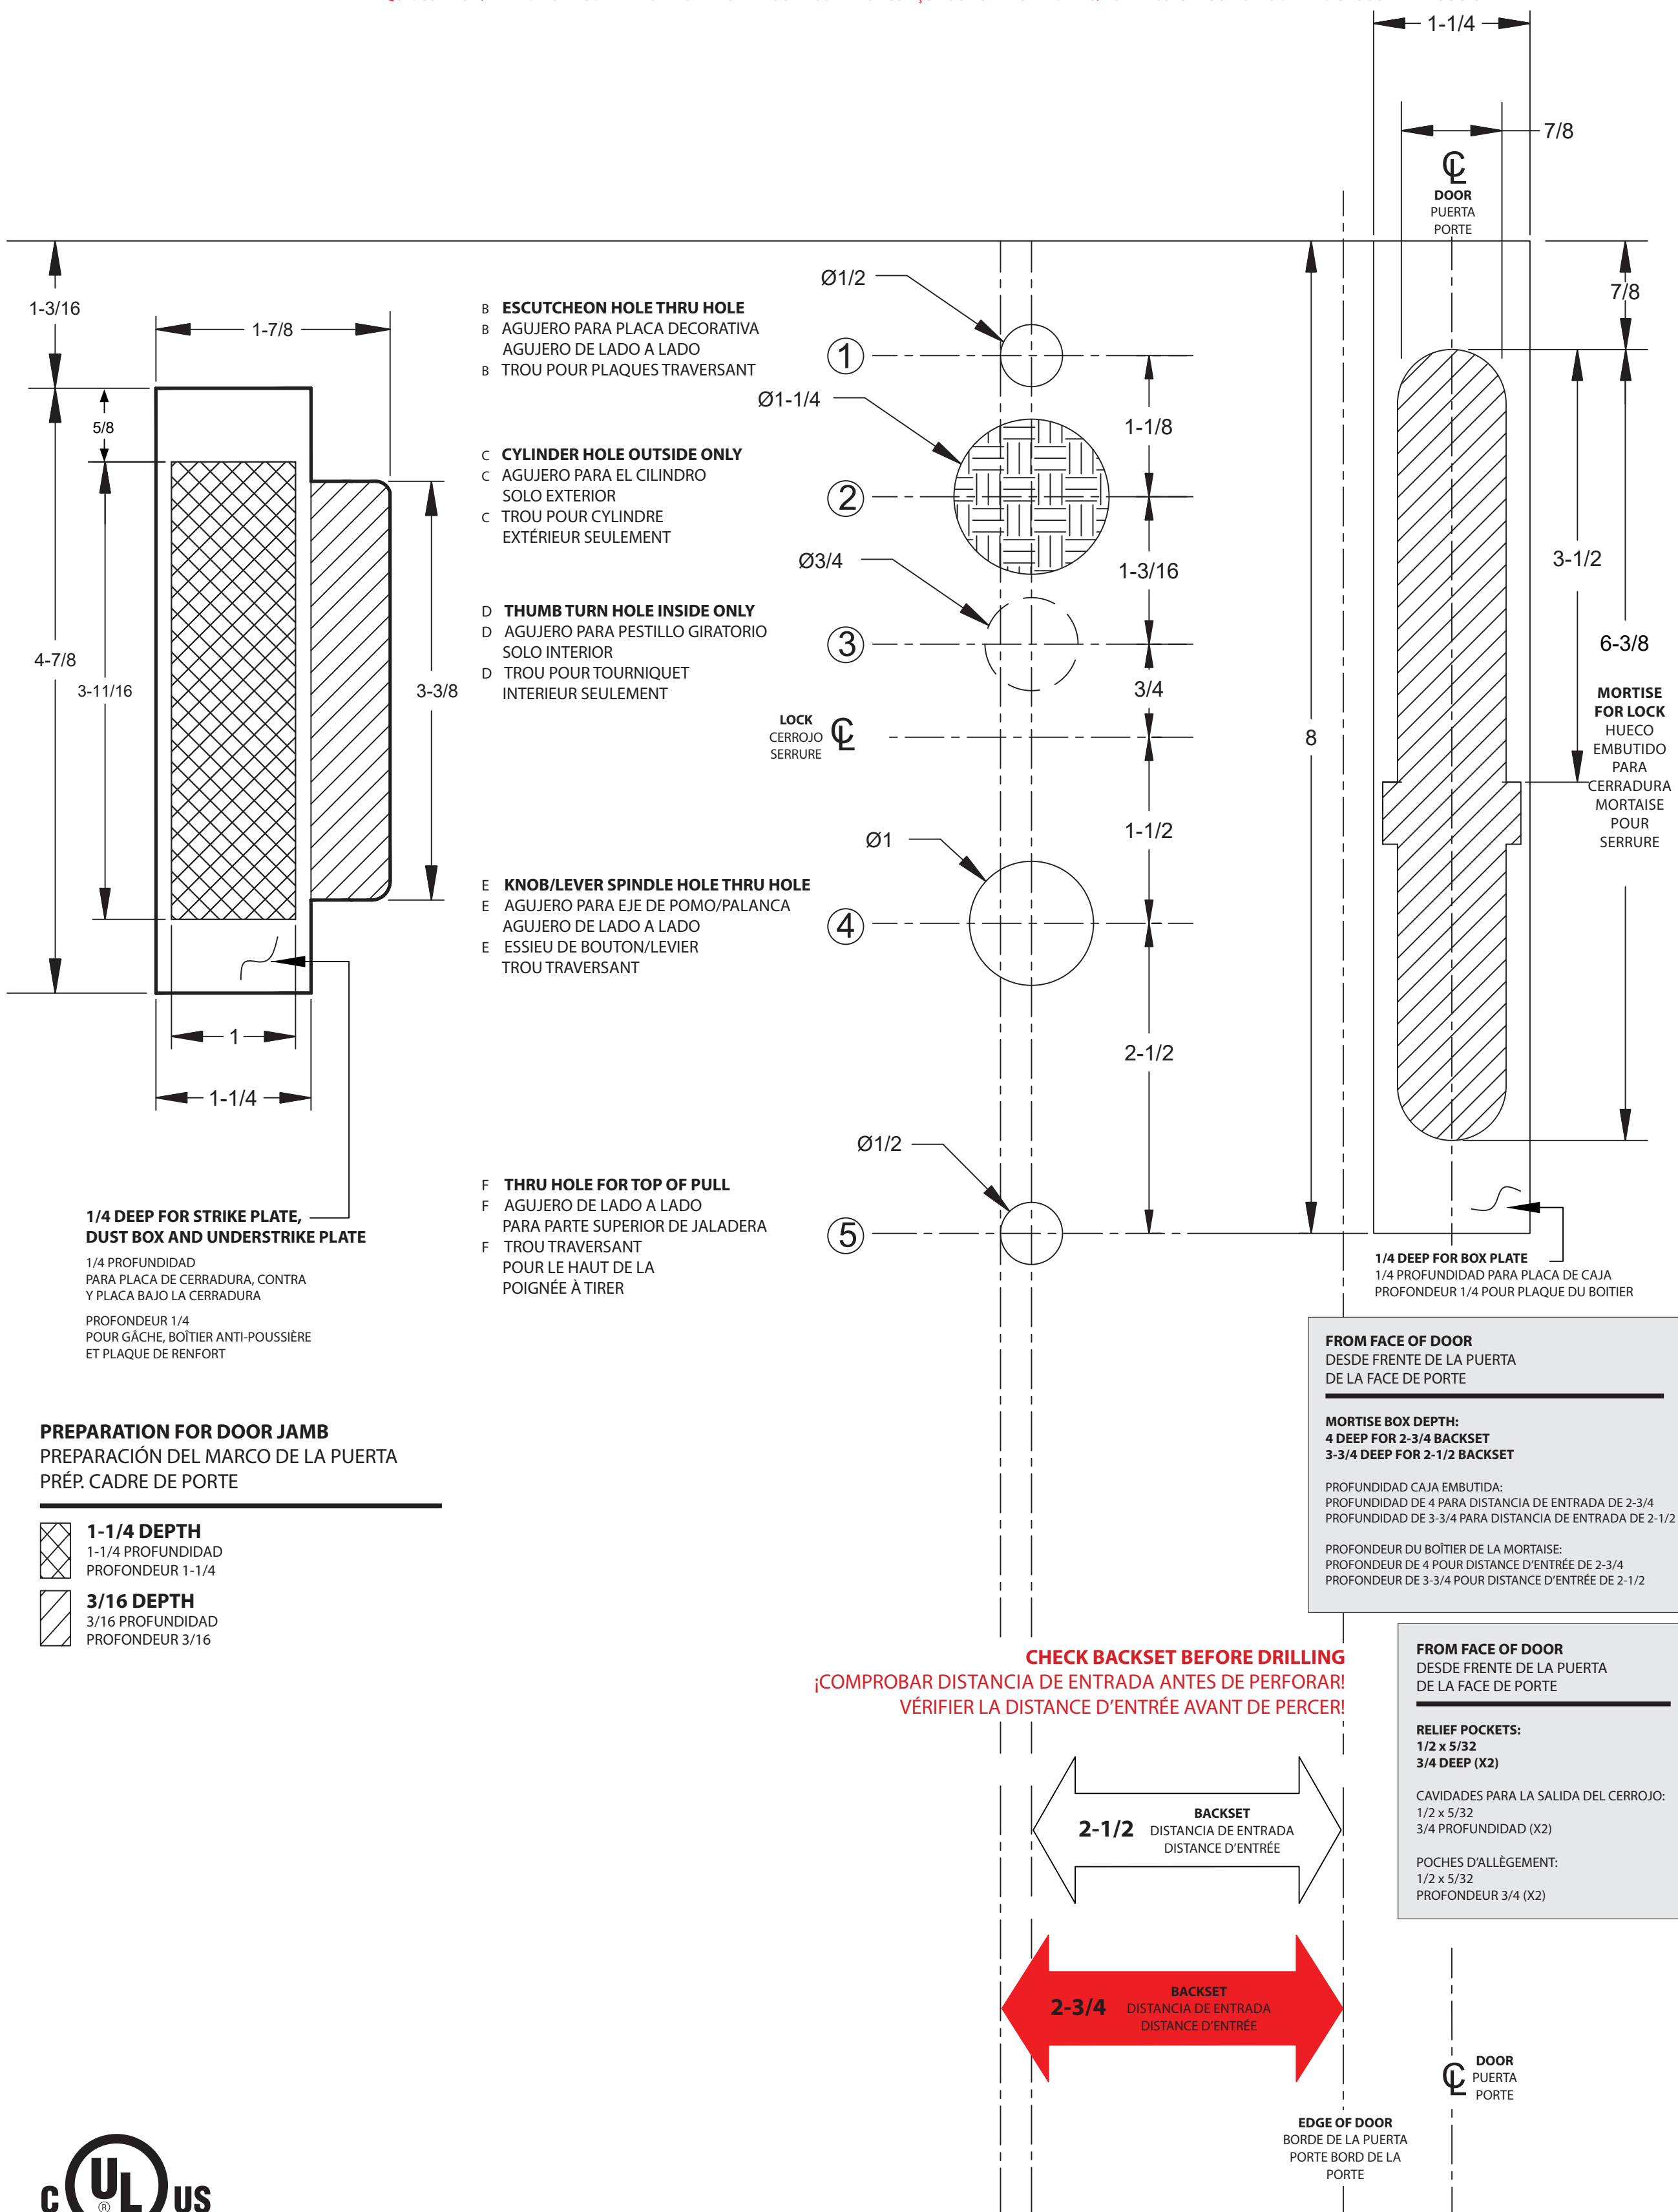 1-1/4
7/8
℄
DOOR
PUERTA
PORTE
1-3/16
1-7/8
5/8
4-7/8
3-11/16
3-3/8
1
1-1/4
1/4 DEEP FOR STRIKE PLATE,
DUST BOX AND UNDERSTRIKE PLATE
1/4 PROFUNDIDAD
PARA PLACA DE CERRADURA, CONTRA
Y PLACA BAJO LA CERRADURA
PROFONDEUR 1/4
POUR GÂCHE, BOÎTIER ANTI-POUSSIÈRE
ET PLAQUE DE RENFORT
B ESCUTCHEON HOLE THRU HOLE
B AGUJERO PARA PLACA DECORATIVA
AGUJERO DE LADO A LADO
B TROU POUR PLAQUES TRAVERSANT
C CYLINDER HOLE OUTSIDE ONLY
C AGUJERO PARA EL CILINDRO
SOLO EXTERIOR
C TROU POUR CYLINDRE
EXTÉRIEUR SEULEMENT
D THUMB TURN HOLE INSIDE ONLY
D AGUJERO PARA PESTILLO GIRATORIO
SOLO INTERIOR
D TROU POUR TOURNIQUET
INTERIEUR SEULEMENT
LOCK
CERROJO
SERRURE
℄
E KNOB/LEVER SPINDLE HOLE THRU HOLE
E AGUJERO PARA EJE DE POMO/PALANCA
AGUJERO DE LADO A LADO
E ESSIEU DE BOUTON/LEVIER
TROU TRAVERSANT
F THRU HOLE FOR TOP OF PULL
F AGUJERO DE LADO A LADO
PARA PARTE SUPERIOR DE JALADERA
F TROU TRAVERSANT
POUR LE HAUT DE LA
POIGNÉE À TIRER
Ø1/2
1
Ø1-1/4
1-1/8
2
Ø3/4
1-3/16
3
3/4
Ø1
1-1/2
4
2-1/2
Ø1/2
5
8
7/8
3-1/2
6-3/8
MORTISE
FOR LOCK
HUECO
EMBUTIDO
PARA
CERRADURA
MORTAISE
POUR
SERRURE
1/4 DEEP FOR BOX PLATE
1/4 PROFUNDIDAD PARA PLACA DE CAJA
PROFONDEUR 1/4 POUR PLAQUE DU BOITIER
FROM FACE OF DOOR
DESDE FRENTE DE LA PUERTA
DE LA FACE DE PORTE
MORTISE BOX DEPTH:
4 DEEP FOR 2-3/4 BACKSET
3-3/4 DEEP FOR 2-1/2 BACKSET
PROFUNDIDAD CAJA EMBUTIDA:
PROFUNDIDAD DE 4 PARA DISTANCIA DE ENTRADA DE 2-3/4
PROFUNDIDAD DE 3-3/4 PARA DISTANCIA DE ENTRADA DE 2-1/2
PROFONDEUR DU BOÎTIER DE LA MORTAISE:
PROFONDEUR DE 4 POUR DISTANCE D'ENTRÉE DE 2-3/4
PROFONDEUR DE 3-3/4 POUR DISTANCE D'ENTRÉE DE 2-1/2
PREPARATION FOR DOOR JAMB
PREPARACIÓN DEL MARCO DE LA PUERTA
PRÉP. CADRE DE PORTE
1-1/4 DEPTH
1-1/4 PROFUNDIDAD
PROFONDEUR 1-1/4
3/16 DEPTH
3/16 PROFUNDIDAD
PROFONDEUR 3/16
CHECK BACKSET BEFORE DRILLING
¡COMPROBAR DISTANCIA DE ENTRADA ANTES DE PERFORAR!
VÉRIFIER LA DISTANCE D'ENTRÉE AVANT DE PERCER!
FROM FACE OF DOOR
DESDE FRENTE DE LA PUERTA
DE LA FACE DE PORTE
RELIEF POCKETS:
1/2 x 5/32
3/4 DEEP (X2)
CAVIDADES PARA LA SALIDA DEL CERROJO:
1/2 x 5/32
3/4 PROFUNDIDAD (X2)
POCHES D'ALLÈGEMENT:
1/2 x 5/32
PROFONDEUR 3/4 (X2)
2-1/2
BACKSET
DISTANCIA DE ENTRADA
DISTANCE D'ENTRÉE
2-3/4
BACKSET
DISTANCIA DE ENTRADA
DISTANCE D'ENTRÉE
℄
DOOR
PUERTA
PORTE
EDGE OF DOOR
BORDE DE LA PUERTA
PORTE BORD DE LA
PORTE
C UL ® US